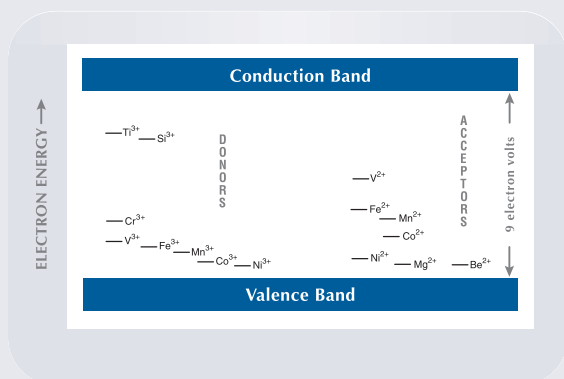 Conduction Band
ELECTRON ENERGY
Ti3+
Si3+
DONORS
ACCEPTORS
9 electron volts
V2+
Fe2+
Mn2+
Cr3+
Co2+
V3+
Fe3+
Mn3+
Co3+
Ni3+
Ni2+
Mg2+
Be2+
Valence Band